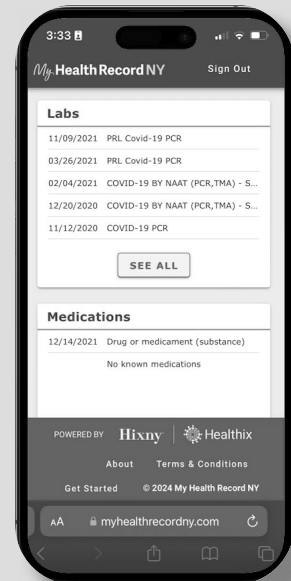 3:33
My Health Record NY Sign Out
Labs
11/09/2021 PRL Covid-19 PCR
03/26/2021 PRL Covid-19 PCR
02/04/2021 COVID-19 BY NAAT (PCR,TMA) - S...
12/20/2020 COVID-19 BY NAAT (PCR,TMA) - S...
11/12/2020 COVID-19 PCR
SEE ALL
Medications
12/14/2021 Drug or medicament (substance)
No known medications
POWERED BY Hixny Healthix
About Terms & Conditions
Get Started © 2024 My Health Record NY
AA myhealthrecordny.com